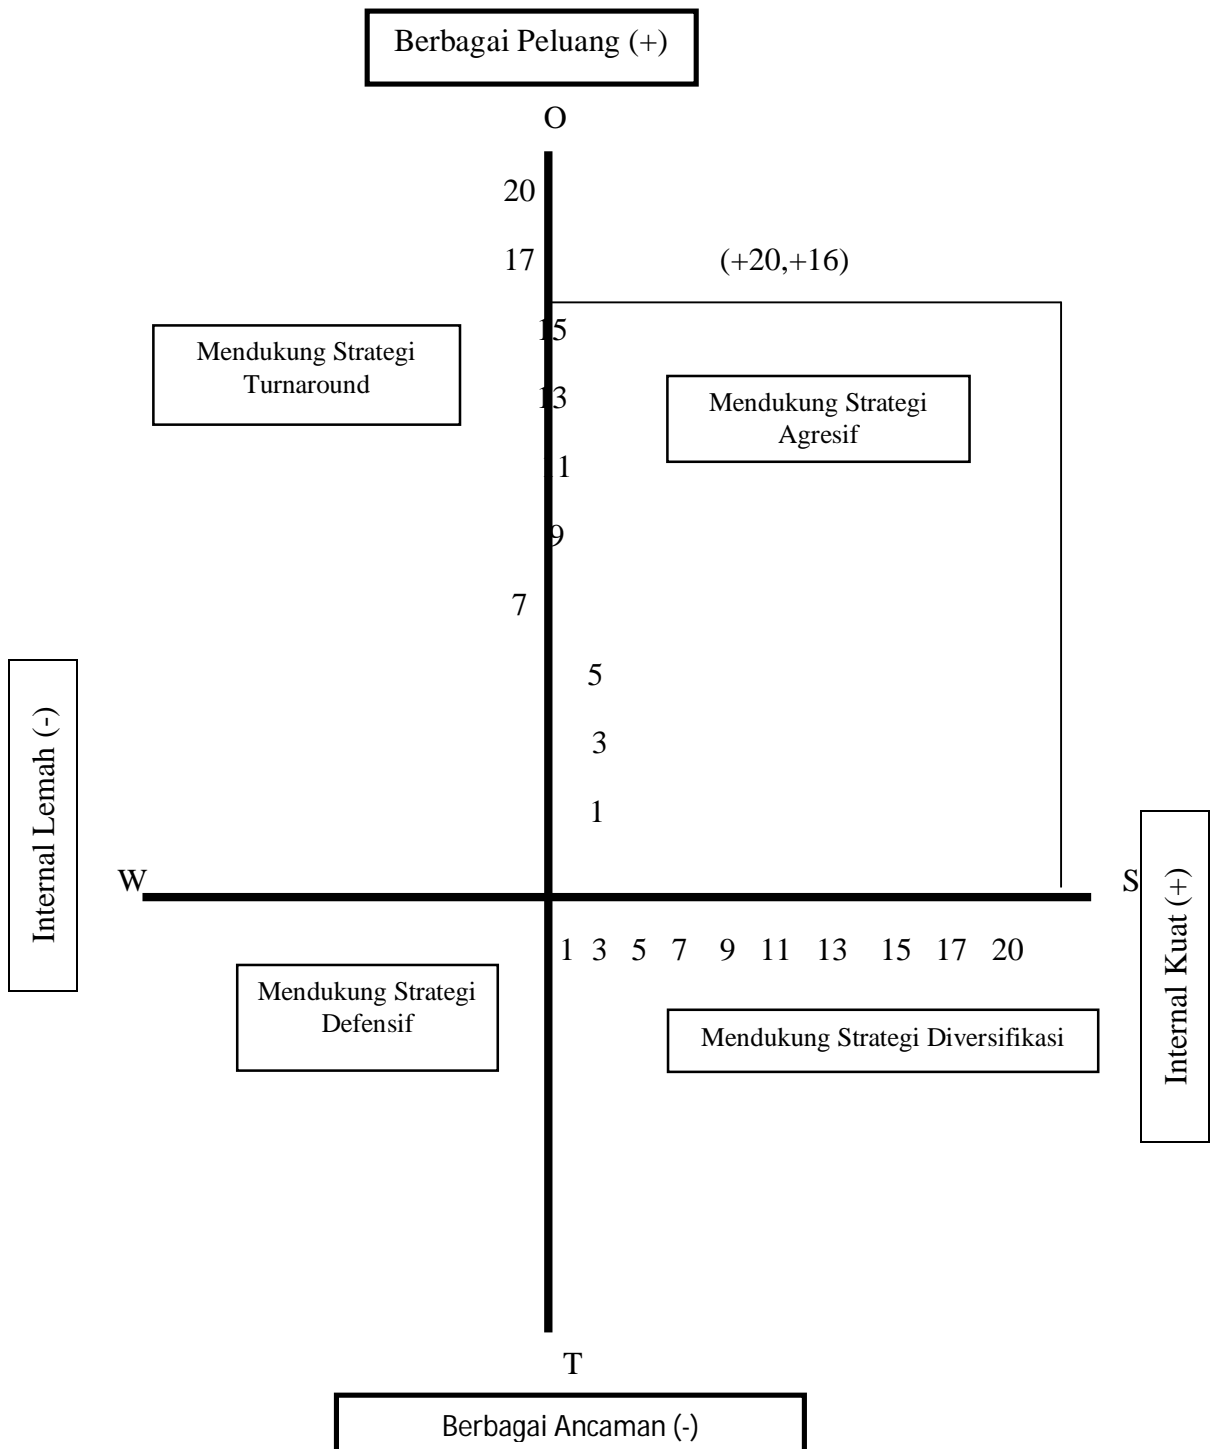 Berbagai Peluang (+)
O
20
17
(+20,+16)
15
Mendukung Strategi
Turnaround
13
Mendukung Strategi
Agresif
11
9
7
5
3
1
Internal Lemah (-)
W
S
Internal Kuat (+)
1 3 5 7 9 11 13 15 17 20
Mendukung Strategi
Defensif
Mendukung Strategi Diversifikasi
T
Berbagai Ancaman (-)